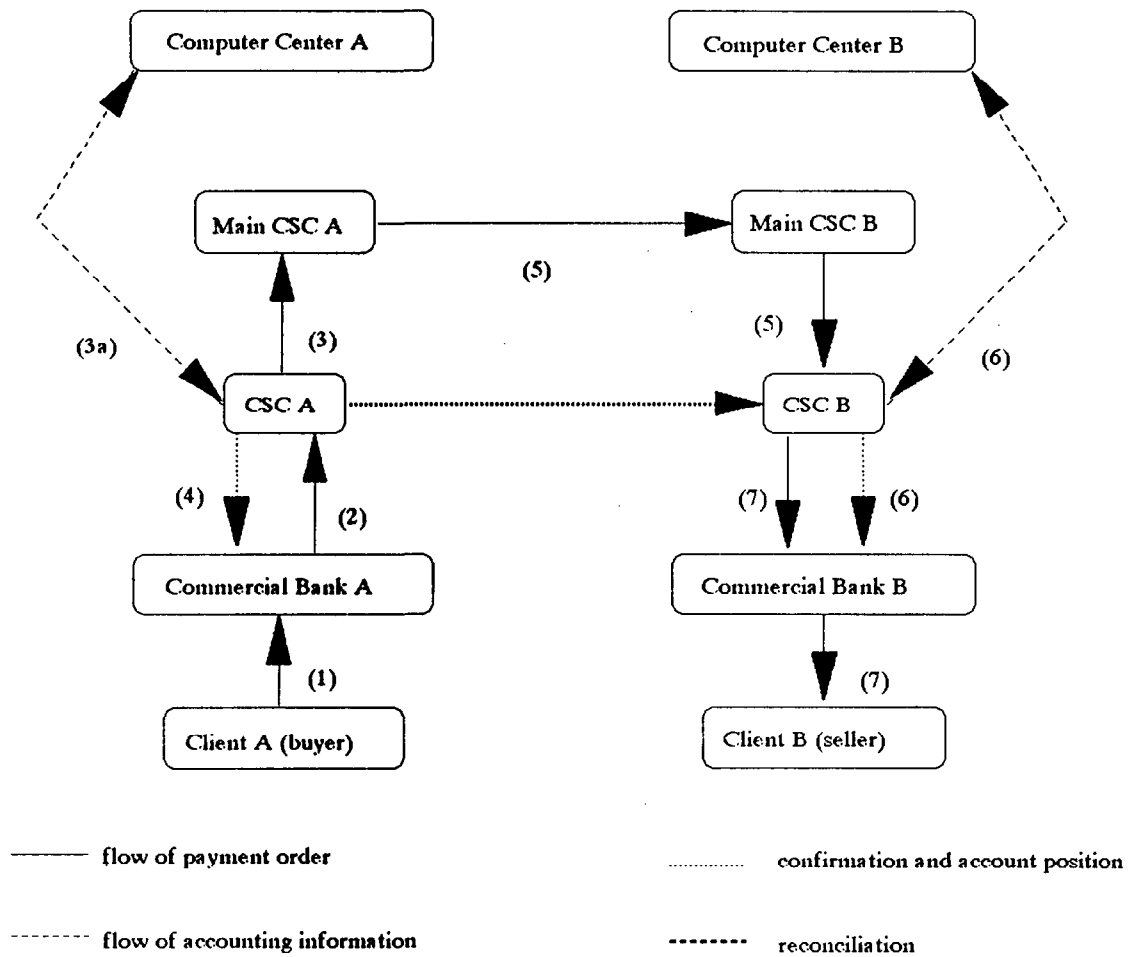 Computer Center A
Computer Center B
Main CSC A
Main CSC B
(5)
(3)
(5)
(3a)
(6)
CSC A
CSC B
(4)
(2)
(7)
(6)
Commercial Bank A
Commercial Bank B
(1)
(7)
Client A (buyer)
Client B (seller)
flow of payment order
confirmation and account position
flow of accounting information
reconciliation